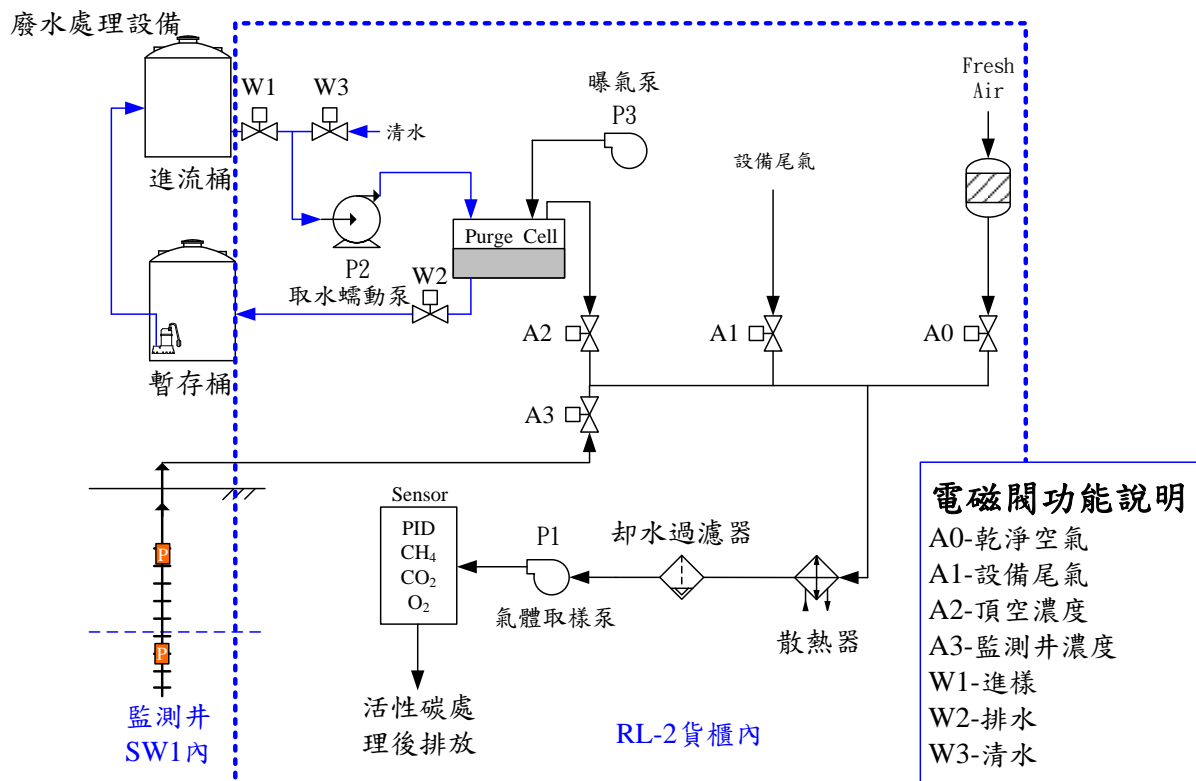 廢水處理設備
W1
W3
清水
進流桶
曝氣泵
P3
Fresh
Air
設備尾氣
Purge Cell
P2
取水蠕動泵
W2
暫存桶
A2
A1
A0
A3
Sensor
PID
CH₄
CO₂
O₂
P1
氣體取樣泵
却水過濾器
散熱器
P
P
監測井
SW1內
活性碳處
理後排放
RL-2貨櫃內
電磁閥功能說明
A0-乾淨空氣
A1-設備尾氣
A2-頂空濃度
A3-監測井濃度
W1-進樣
W2-排水
W3-清水